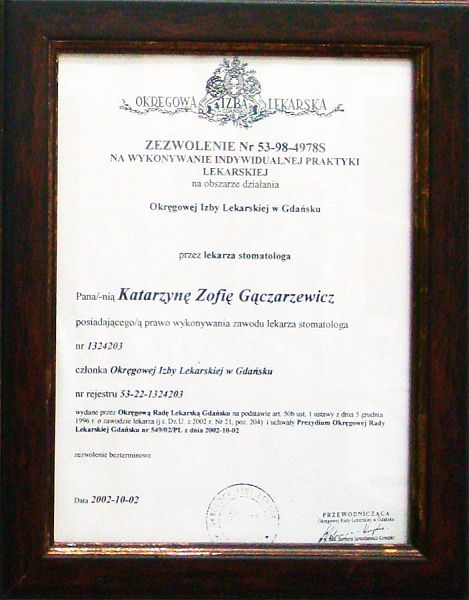 OKRĘGOWA IZBA LEKARSKA
ZEZWOLENIE Nr 53-98-4978S
NA WYKONYWANIE INDYWIDUALNEJ PRAKTYKI
LEKARSKIEJ
na obszarze działania
Okręgowej Izby Lekarskiej w Gdańsku
przez lekarza stomatologa
Pana/-nią Katarzynę Zofię Gączarzewicz
posiadającego/ą prawo wykonywania zawodu lekarza stomatologa
nr 1324203
członka Okręgowej Izby Lekarskiej w Gdańsku
nr rejestru 53-22-1324203
wydane przez Okręgową Radę Lekarską Gdańsku na podstawie art. 50b ust. 1 ustawy z dnia 5 grudnia
1996 r. o zawodzie lekarza (j.t. Dz.U. z 2002 r. Nr 21, poz. 204) i uchwały Prezydium Okręgowej Rady
Lekarskiej Gdańsku nr 549/02/PL z dnia 2002-10-02
zezwolenie bezterminowe
Data 2002-10-02
PRZEWODNICZĄCA
Okręgowej Rady Lekarskiej w Gdańsku